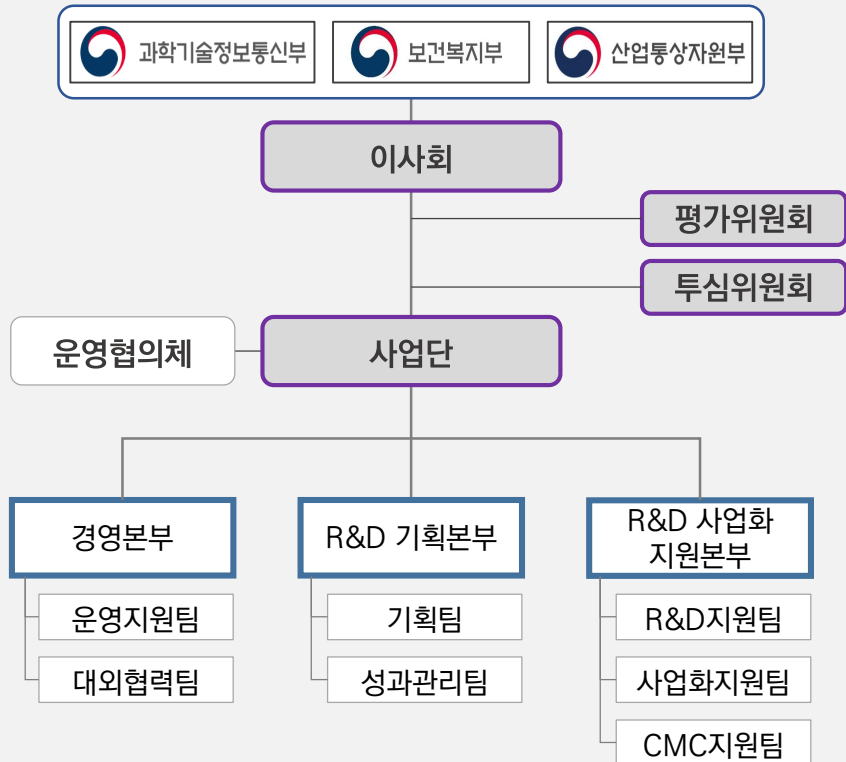 과학기술정보통신부
보건복지부
산업통상자원부
이사회
평가위원회
투심위원회
운영협의체
사업단
경영본부
운영지원팀
대외협력팀
R&D 기획본부
기획팀
성과관리팀
R&D 사업화
지원본부
R&D지원팀
사업화지원팀
CMC지원팀